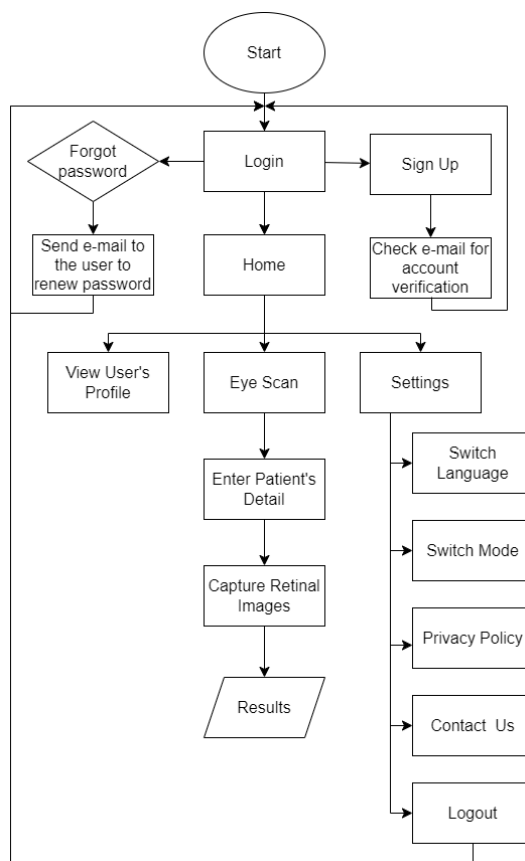 Start
Forgot
password
Login
Sign Up
Send e-mail to
the user to
renew password
Home
Check e-mail for
account
verification
View User's
Profile
Eye Scan
Settings
Switch
Language
Enter Patient's
Detail
Switch Mode
Capture Retinal
Images
Privacy Policy
Results
Contact Us
Logout